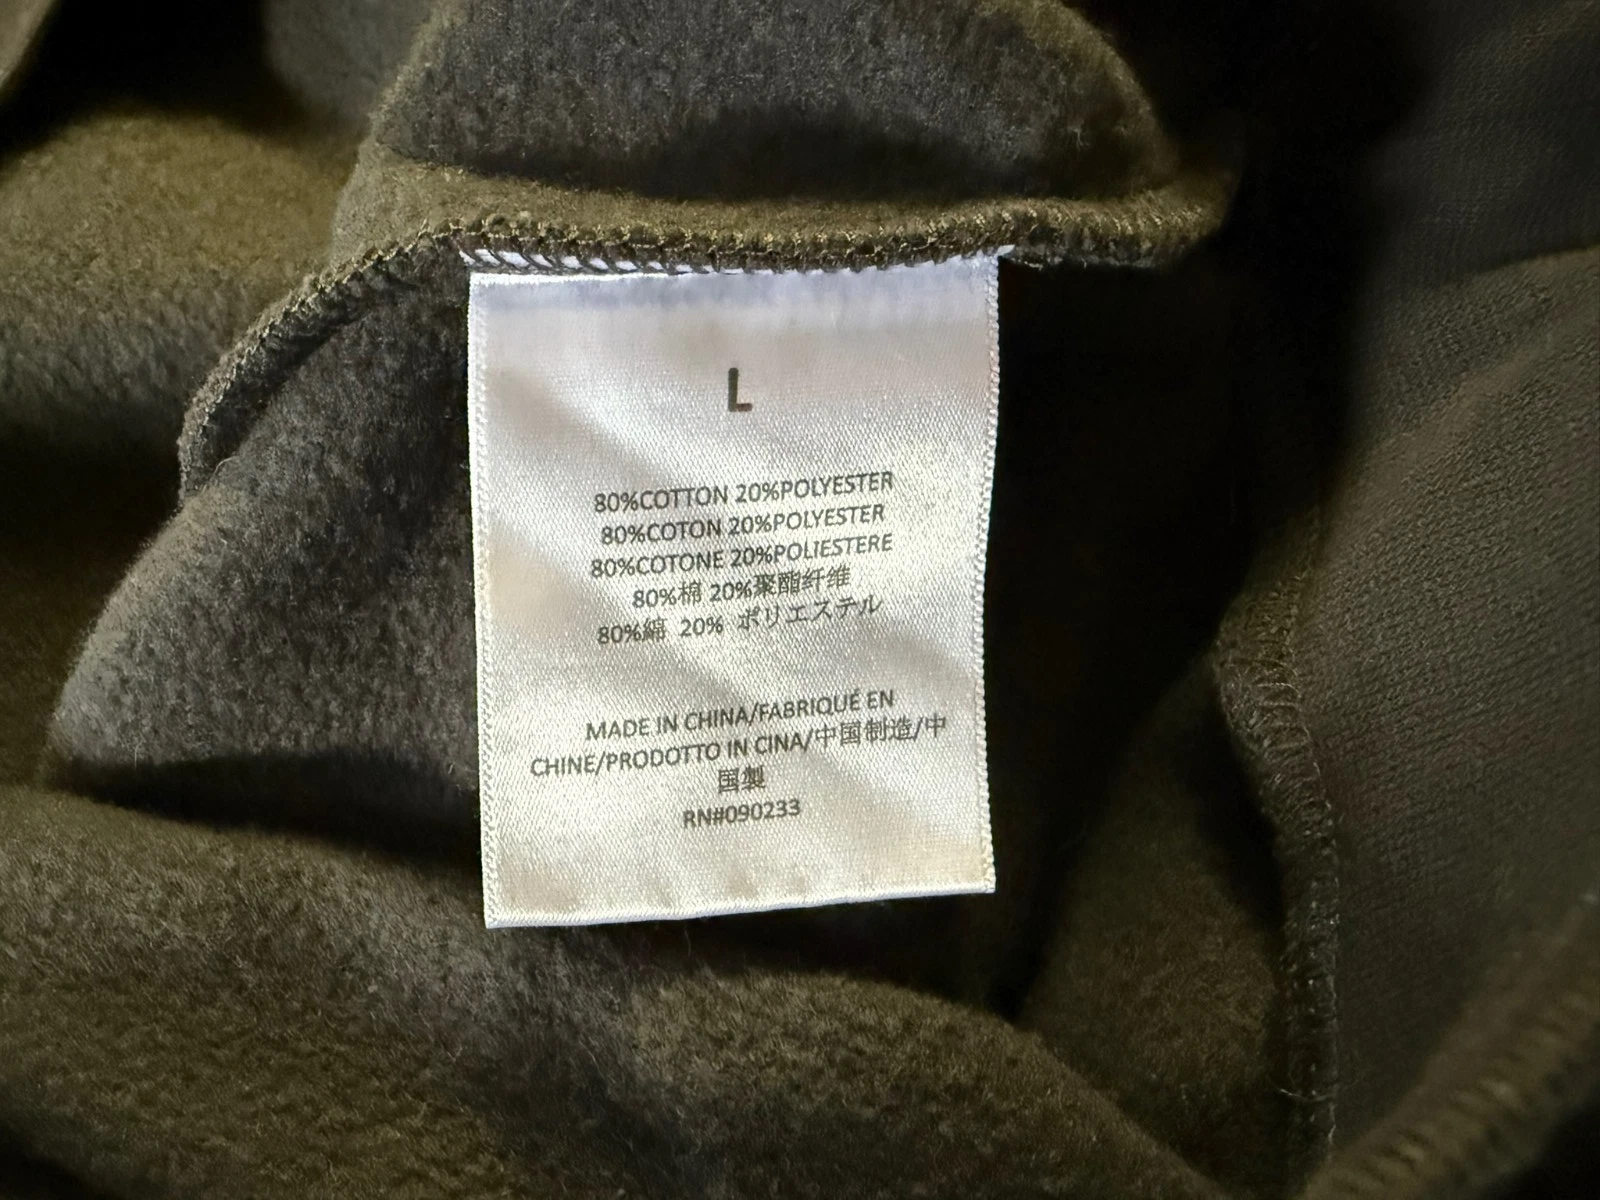 L
80%COTTON 20%POLYESTER
80%COTON 20%POLYESTER
80%COTONE 20%POLIESTERE
80%棉 20%聚酯纤维
80%綿 20% ポリエステル
MADE IN CHINA/FABRIQUÉ EN
CHINE/PRODOTTO IN CINA/中国制造/中
国製
RN#090233